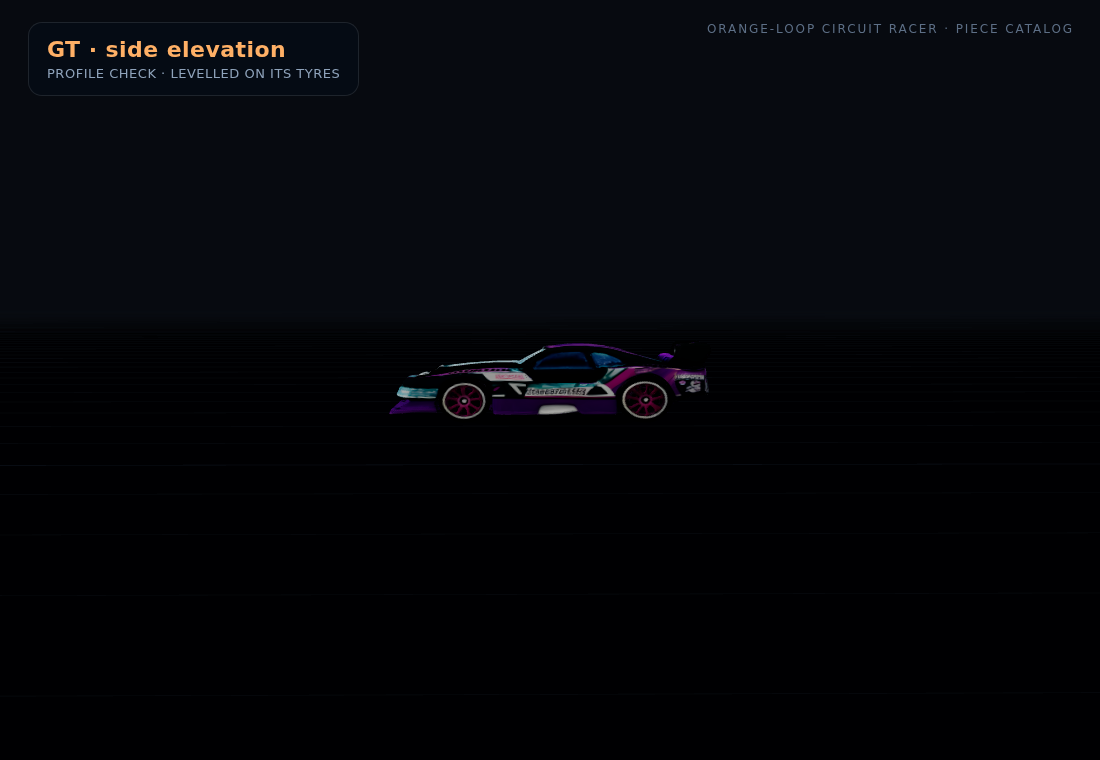 GT · side elevation
PROFILE CHECK · LEVELLED ON ITS TYRES
ORANGE-LOOP CIRCUIT RACER · PIECE CATALOG